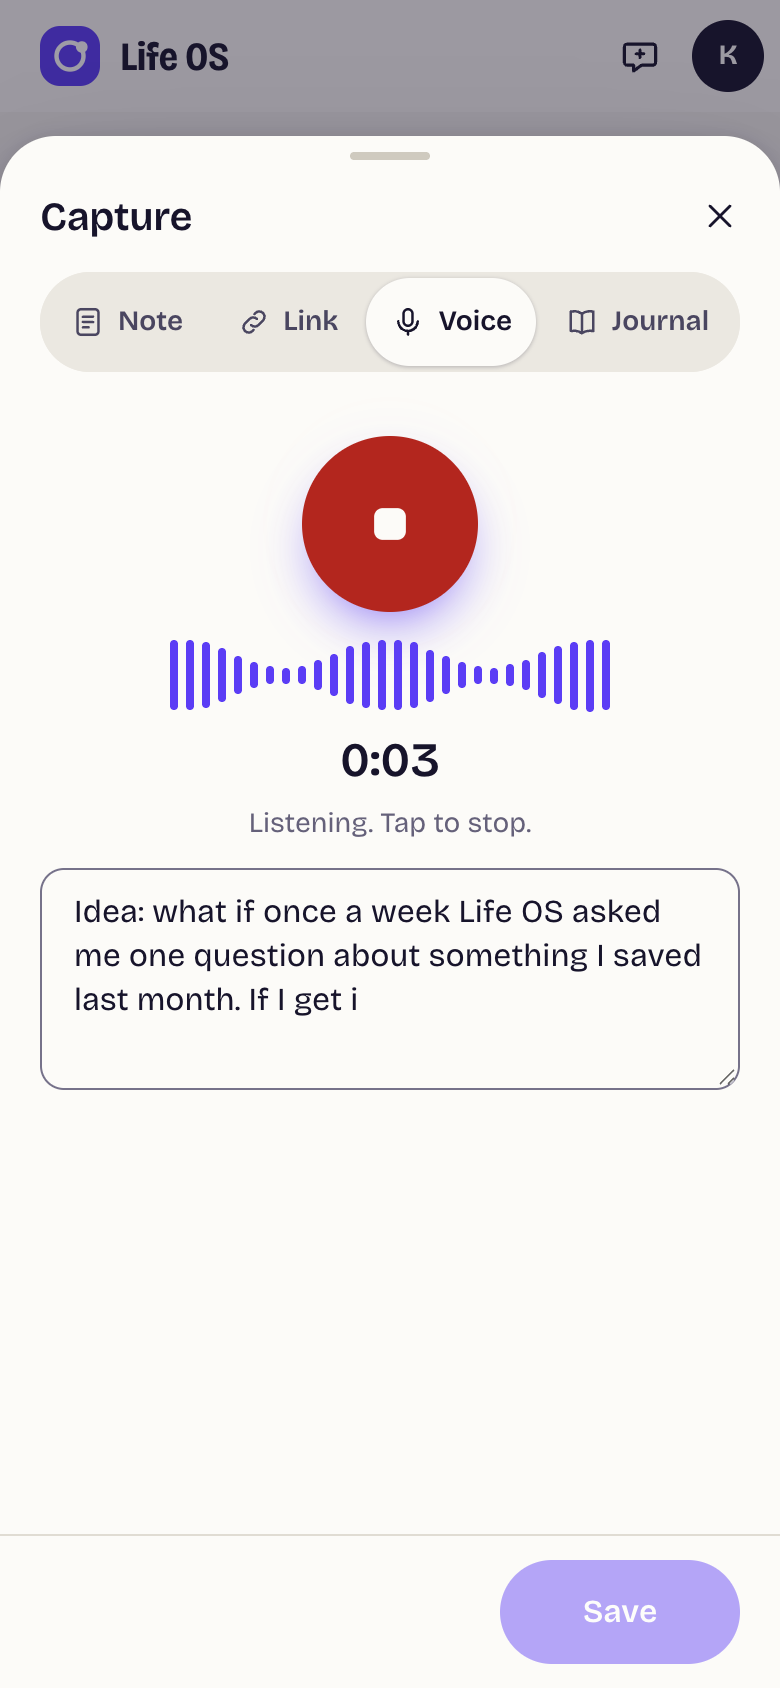 Life OS
K
Capture
Note
Link
Voice
Journal
0:03
Listening. Tap to stop.
Idea: what if once a week Life OS asked
me one question about something I saved
last month. If I get i
Save